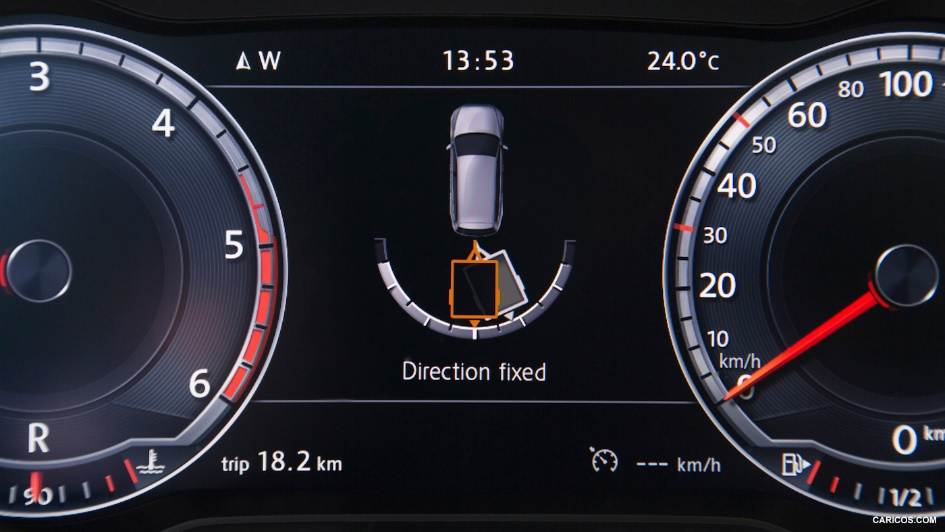 W 13:53 24.0°C
3
4
5
6
R
90
100
80
60
50
40
30
20
10
km/h
0
0 km
1/2
Direction fixed
trip 18.2 km
--- km/h
CARICOS.COM